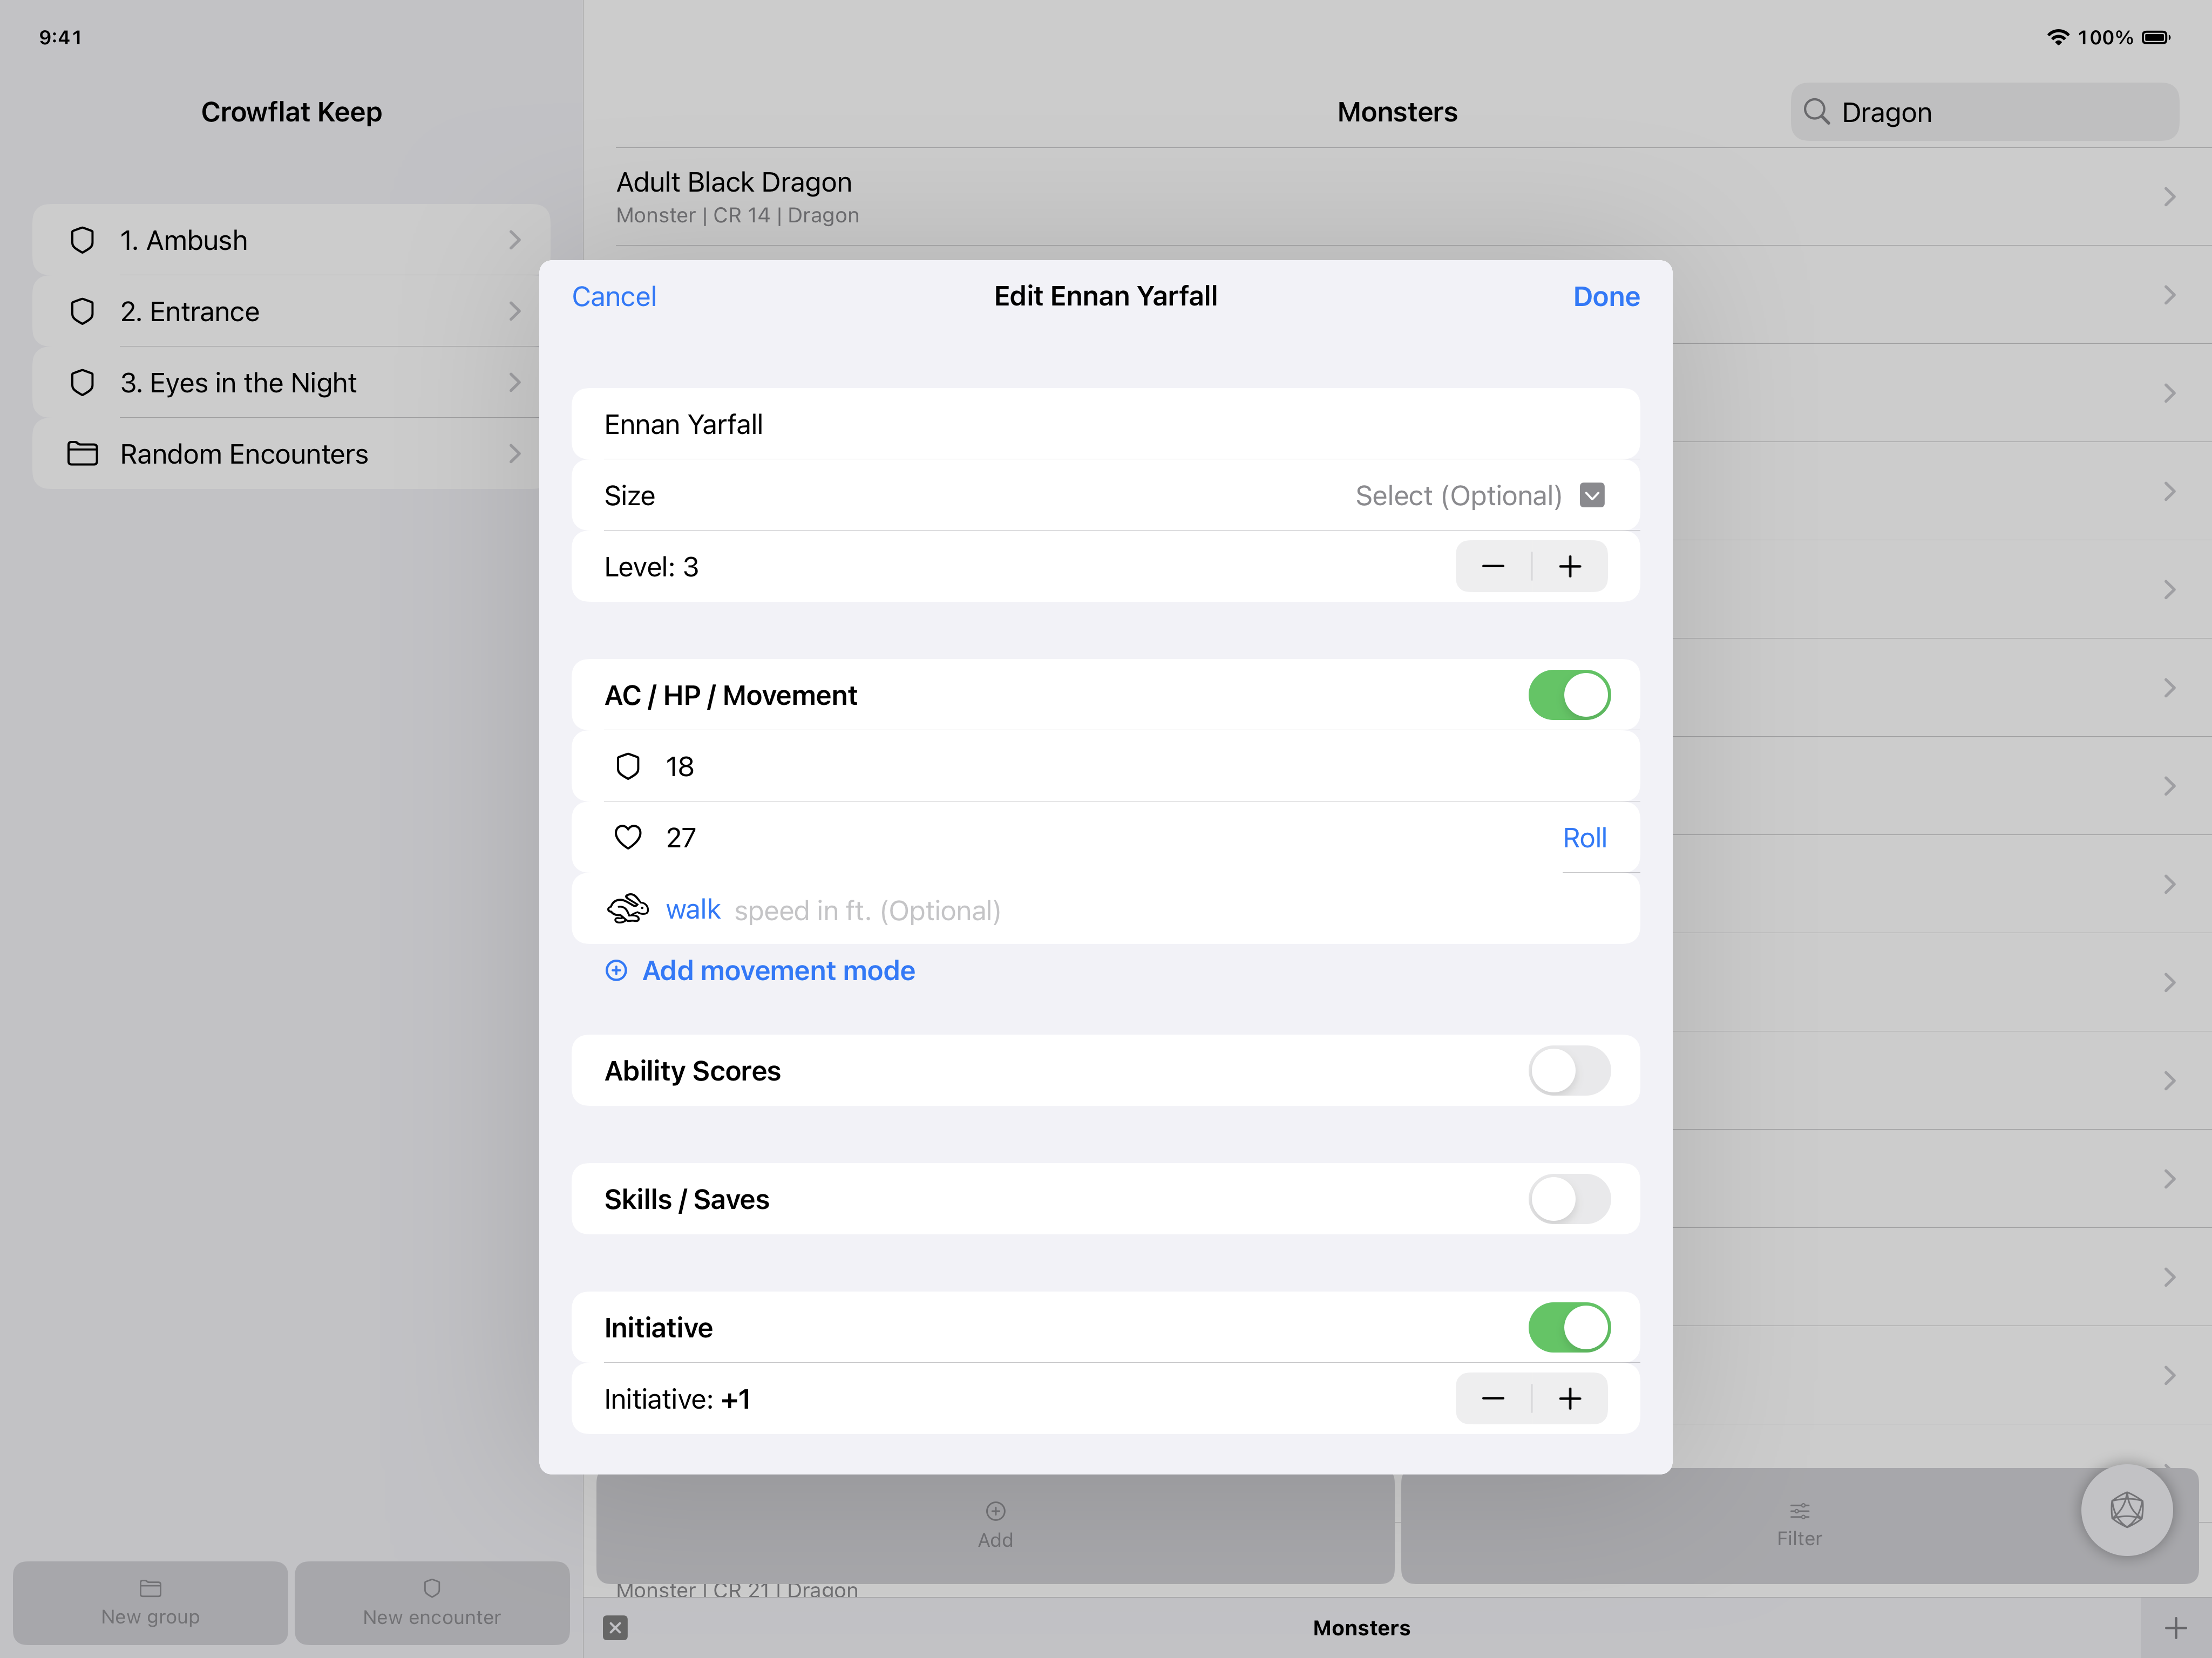 9:41
100%
Crowflat Keep
Monsters
Dragon
1. Ambush
2. Entrance
3. Eyes in the Night
Random Encounters
Adult Black Dragon
Monster | CR 14 | Dragon
Cancel
Edit Ennan Yarfall
Done
Ennan Yarfall
Size
Select (Optional)
Level: 3
AC / HP / Movement
18
27
Roll
walk speed in ft. (Optional)
Add movement mode
Ability Scores
Skills / Saves
Initiative
Initiative: +1
Add
Filter
Monster | CR 21 | Dragon
New group
New encounter
Monsters